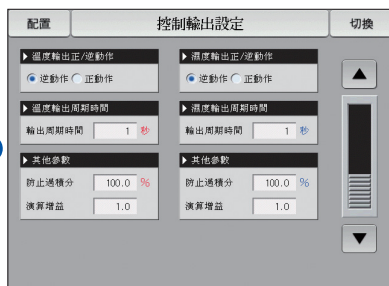 配置
控制輸出設定
切換
▶ 溫度輸出正/逆動作
逆動作 正動作
▶ 溫度輸出周期時間
輸出周期時間 1 秒
▶ 其他參數
防止過積分 100.0 %
演算增益 1.0
▶ 濕度輸出正/逆動作
逆動作 正動作
▶ 濕度輸出周期時間
輸出周期時間 1 秒
▶ 其他參數
防止過積分 100.0 %
演算增益 1.0